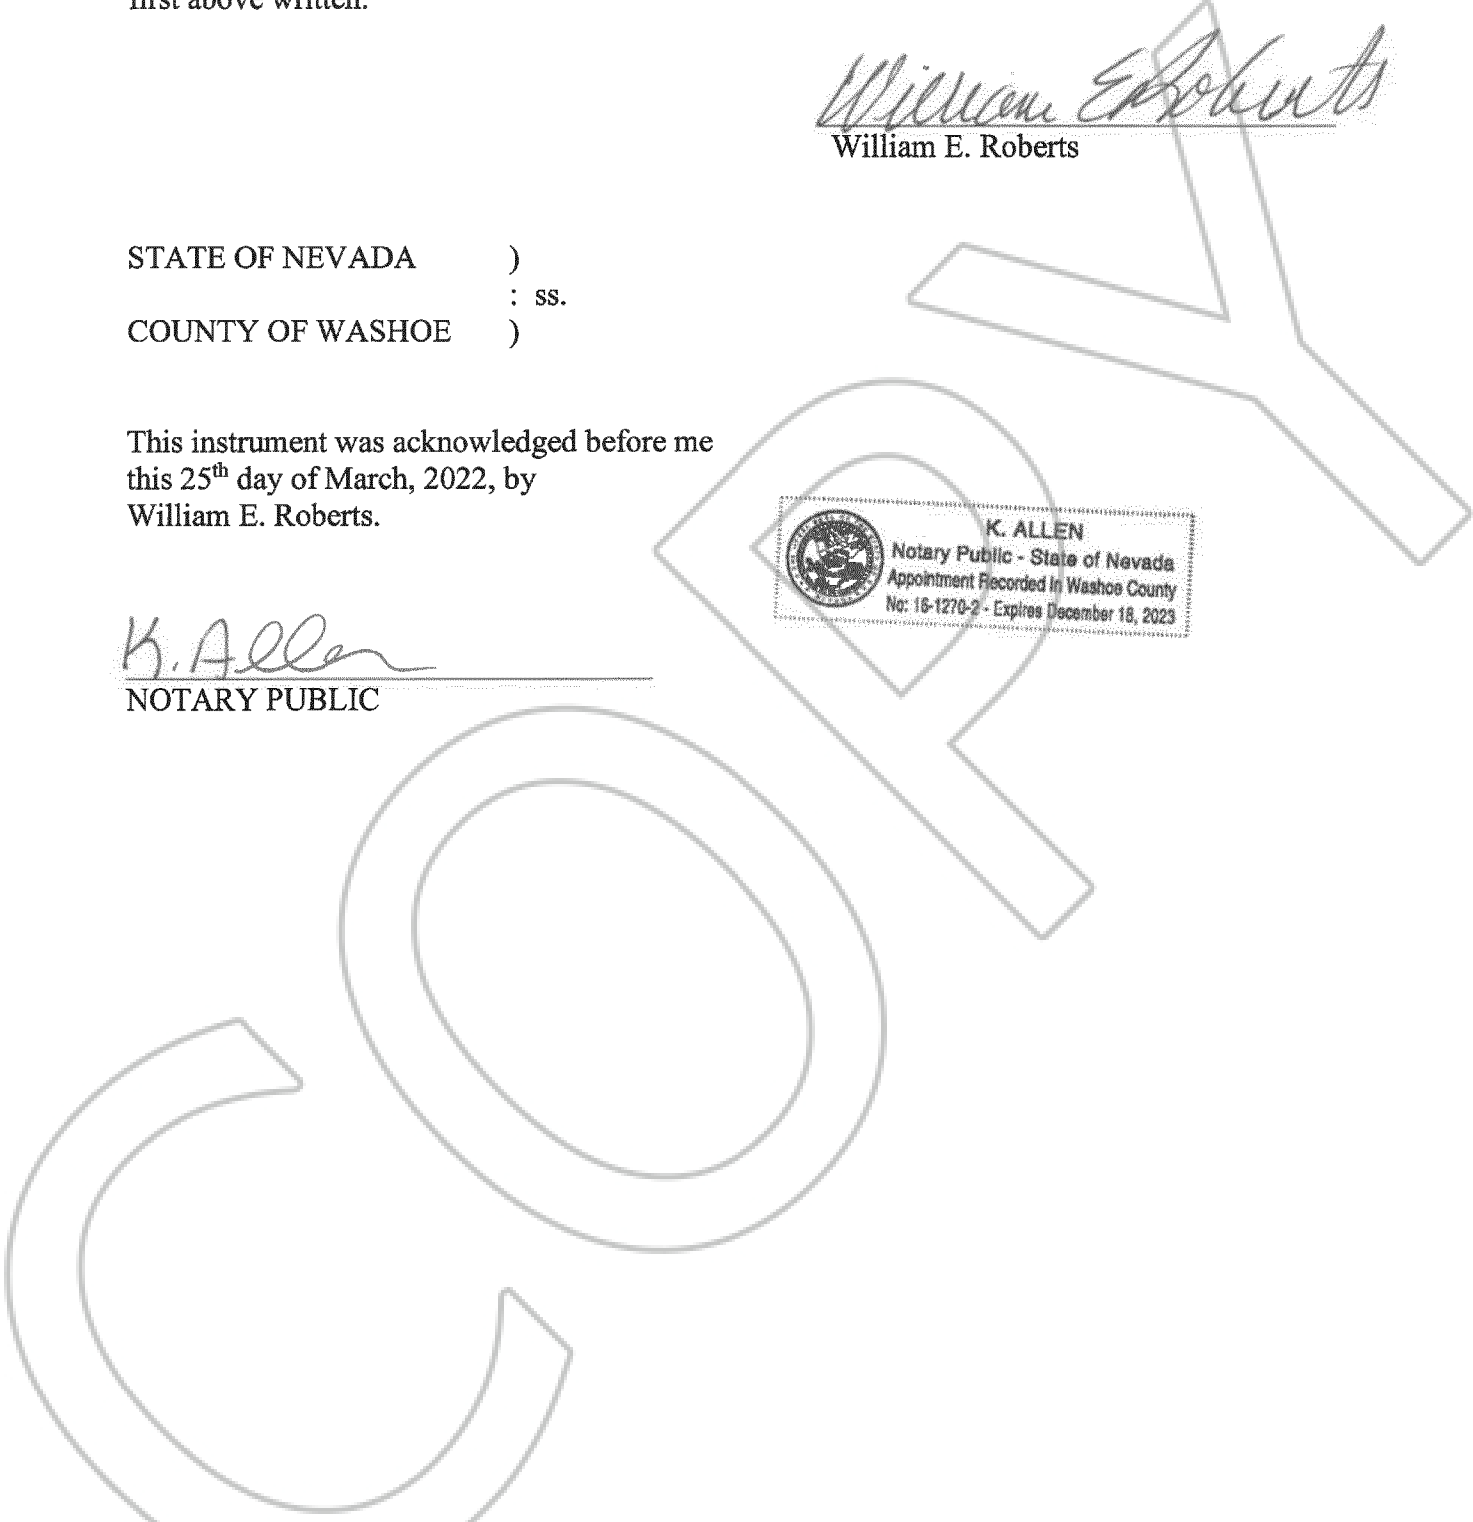 first above written.
William E Roberts
William E. Roberts
STATE OF NEVADA )
: ss.
COUNTY OF WASHOE )
This instrument was acknowledged before me
this 25th day of March, 2022, by
William E. Roberts.
K. ALLEN
Notary Public - State of Nevada
Appointment Recorded In Washoe County
No: 16-1270-2 - Expires December 18, 2023
K. Allen
NOTARY PUBLIC
COPY